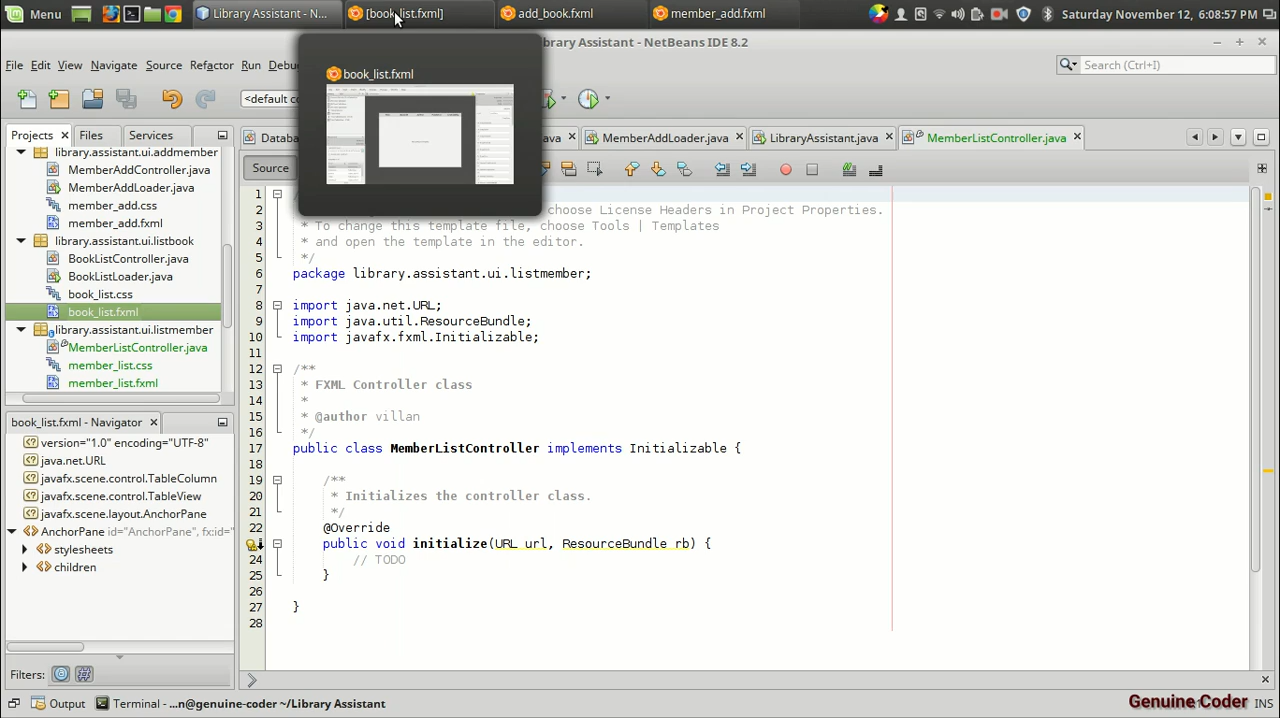 Menu
Library Assistant - N...
[book_list.fxml]
add_book.fxml
member_add.fxml
Saturday November 12, 6:08:57 PM
book_list.fxml
brary Assistant - NetBeans IDE 8.2
File Edit View Navigate Source Refactor Run Debu
Search (Ctrl+I)
<default co
Projects
Files
Services
Databa
ava
MemberAddLoader.java
LibraryAssistant.java
MemberListController.java
Source
library.assistant.ui.addmember
MemberAddController.java
MemberAddLoader.java
member_add.css
member_add.fxml
library.assistant.ui.listbook
BookListController.java
BookListLoader.java
book_list.css
book_list.fxml
library.assistant.ui.listmember
MemberListController.java
member_list.css
member_list.fxml
book_list.fxml - Navigator
version="1.0" encoding="UTF-8"
java.net.URL
javafx.scene.control.TableColumn
javafx.scene.control.TableView
javafx.scene.layout.AnchorPane
AnchorPane id="AnchorPane", fx:id="
stylesheets
children
Filters:
1
2 choose License Headers in Project Properties.
3 * To change this template file, choose Tools | Templates
4 * and open the template in the editor.
5 */
6 package library.assistant.ui.listmember;
7
8 import java.net.URL;
9 import java.util.ResourceBundle;
10 import javafx.fxml.Initializable;
11
12 /**
13 * FXML Controller class
14 *
15 * @author villan
16 */
17 public class MemberListController implements Initializable {
18
19 /**
20 * Initializes the controller class.
21 */
22 @Override
public void initialize(URL url, ResourceBundle rb) {
24 // TODO
25 }
26
27 }
28
Output
Terminal - ...n@genuine-coder ~/Library Assistant
Genuine Coder
INS